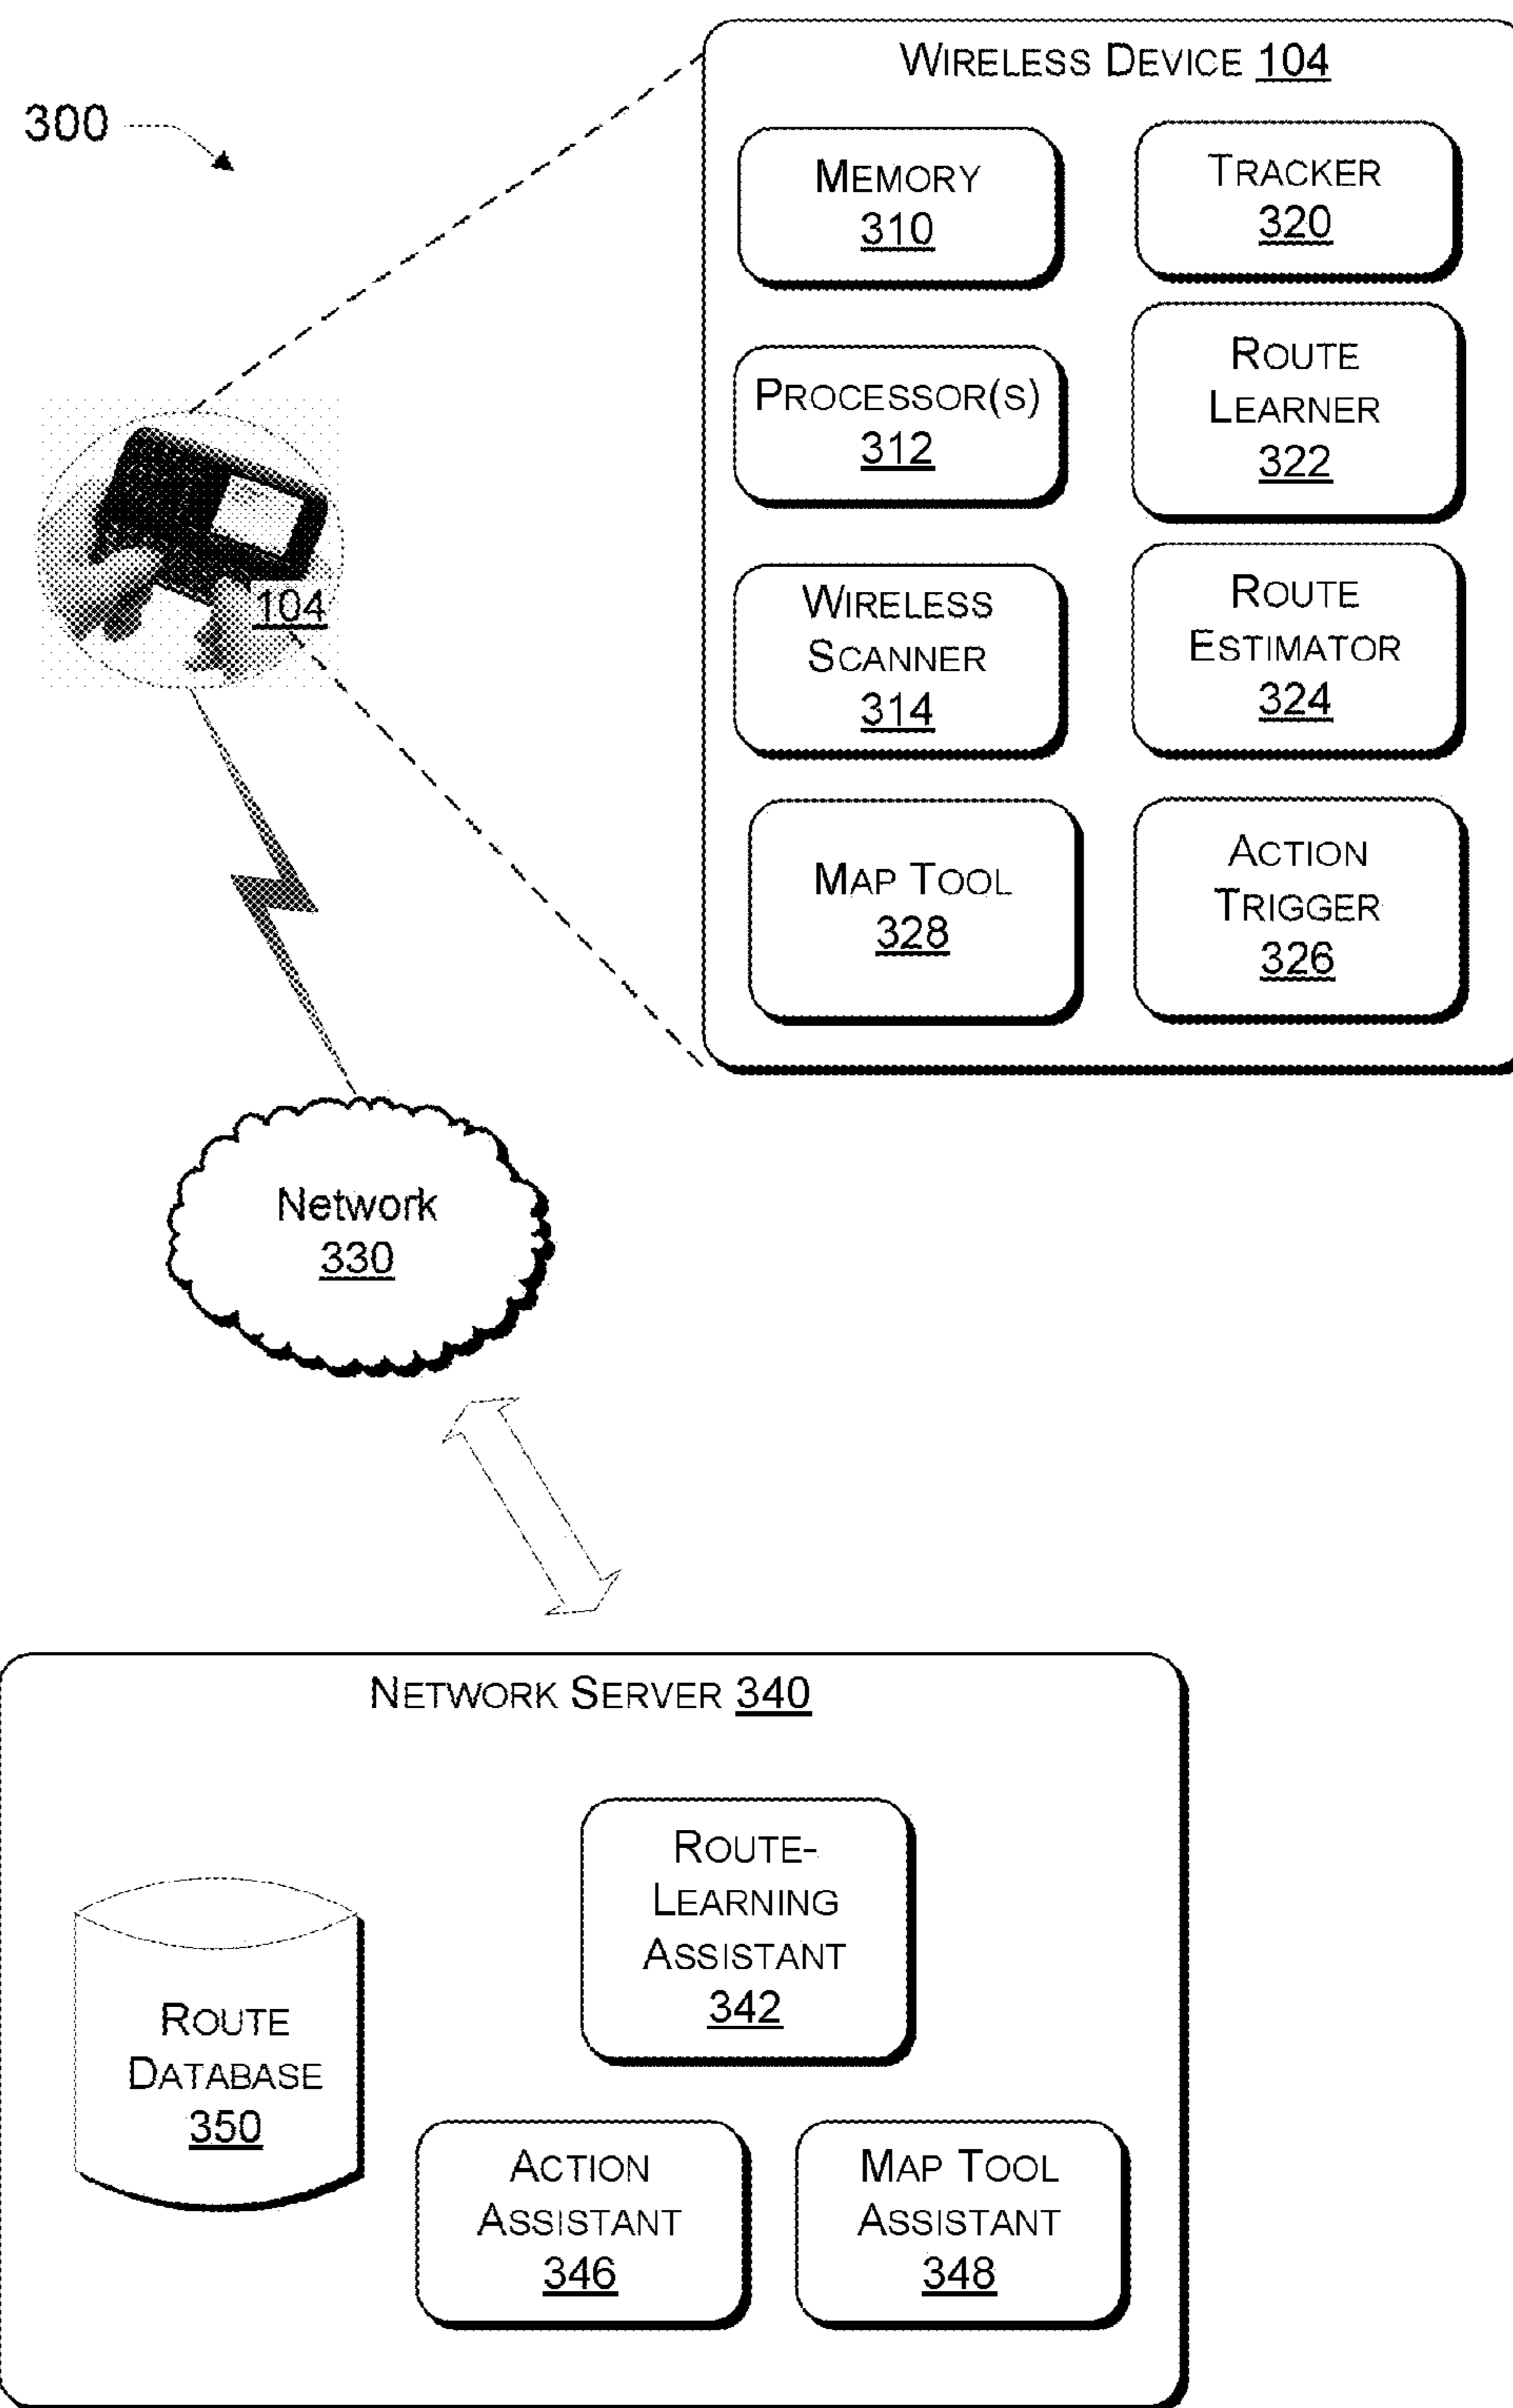 300
WIRELESS DEVICE 104
MEMORY
310
TRACKER
320
PROCESSOR(S)
312
ROUTE
LEARNER
322
WIRELESS
SCANNER
314
ROUTE
ESTIMATOR
324
MAP TOOL
328
ACTION
TRIGGER
326
104
Network
330
NETWORK SERVER 340
ROUTE-
LEARNING
ASSISTANT
342
ROUTE
DATABASE
350
ACTION
ASSISTANT
346
MAP TOOL
ASSISTANT
348